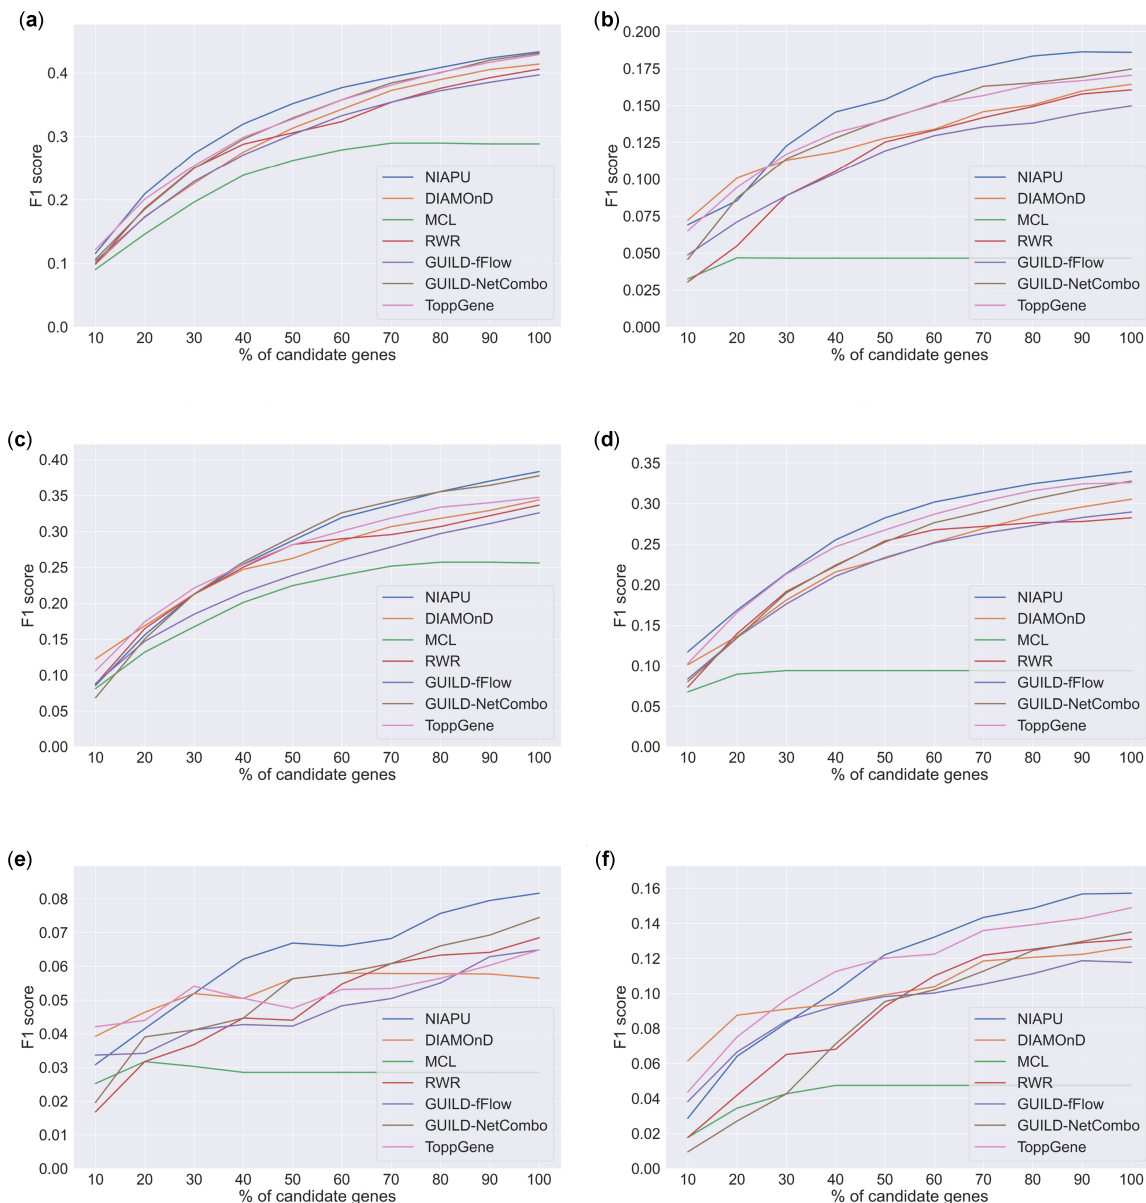 (a)
0.4
0.3
0.2
0.1
0.0
F1 score
NIAPU
DIAMOnD
MCL
RWR
GUILD-fFlow
GUILD-NetCombo
ToppGene
10 20 30 40 50 60 70 80 90 100
% of candidate genes
(b)
0.200
0.175
0.150
0.125
0.100
0.075
0.050
0.025
0.000
F1 score
NIAPU
DIAMOnD
MCL
RWR
GUILD-fFlow
GUILD-NetCombo
ToppGene
10 20 30 40 50 60 70 80 90 100
% of candidate genes
(c)
0.40
0.35
0.30
0.25
0.20
0.15
0.10
0.05
0.00
F1 score
NIAPU
DIAMOnD
MCL
RWR
GUILD-fFlow
GUILD-NetCombo
ToppGene
10 20 30 40 50 60 70 80 90 100
% of candidate genes
(d)
0.35
0.30
0.25
0.20
0.15
0.10
0.05
0.00
F1 score
NIAPU
DIAMOnD
MCL
RWR
GUILD-fFlow
GUILD-NetCombo
ToppGene
10 20 30 40 50 60 70 80 90 100
% of candidate genes
(e)
0.08
0.07
0.06
0.05
0.04
0.03
0.02
0.01
0.00
F1 score
NIAPU
DIAMOnD
MCL
RWR
GUILD-fFlow
GUILD-NetCombo
ToppGene
10 20 30 40 50 60 70 80 90 100
% of candidate genes
(f)
0.16
0.14
0.12
0.10
0.08
0.06
0.04
0.02
0.00
F1 score
NIAPU
DIAMOnD
MCL
RWR
GUILD-fFlow
GUILD-NetCombo
ToppGene
10 20 30 40 50 60 70 80 90 100
% of candidate genes